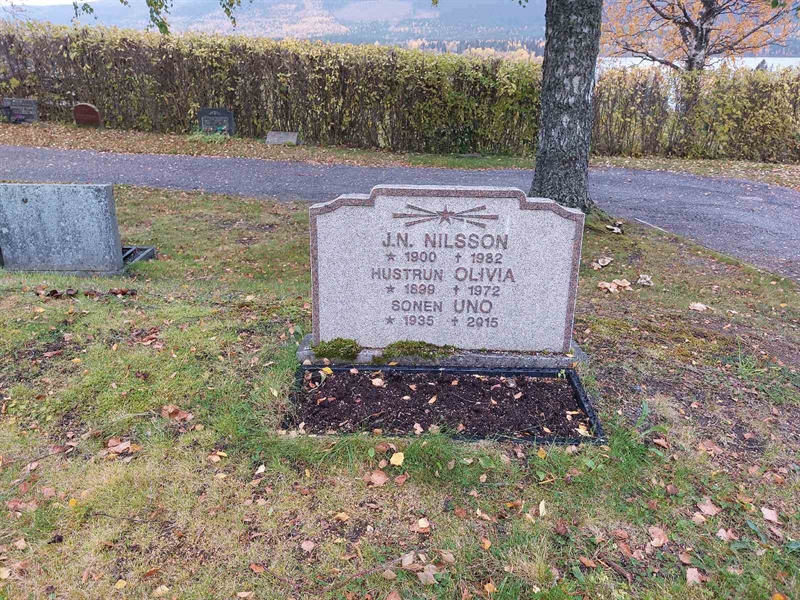 J.N. NILSSON
* 1900 † 1982
HUSTRUN OLIVIA
* 1899 † 1972
SONEN UNO
* 1935 † 2015